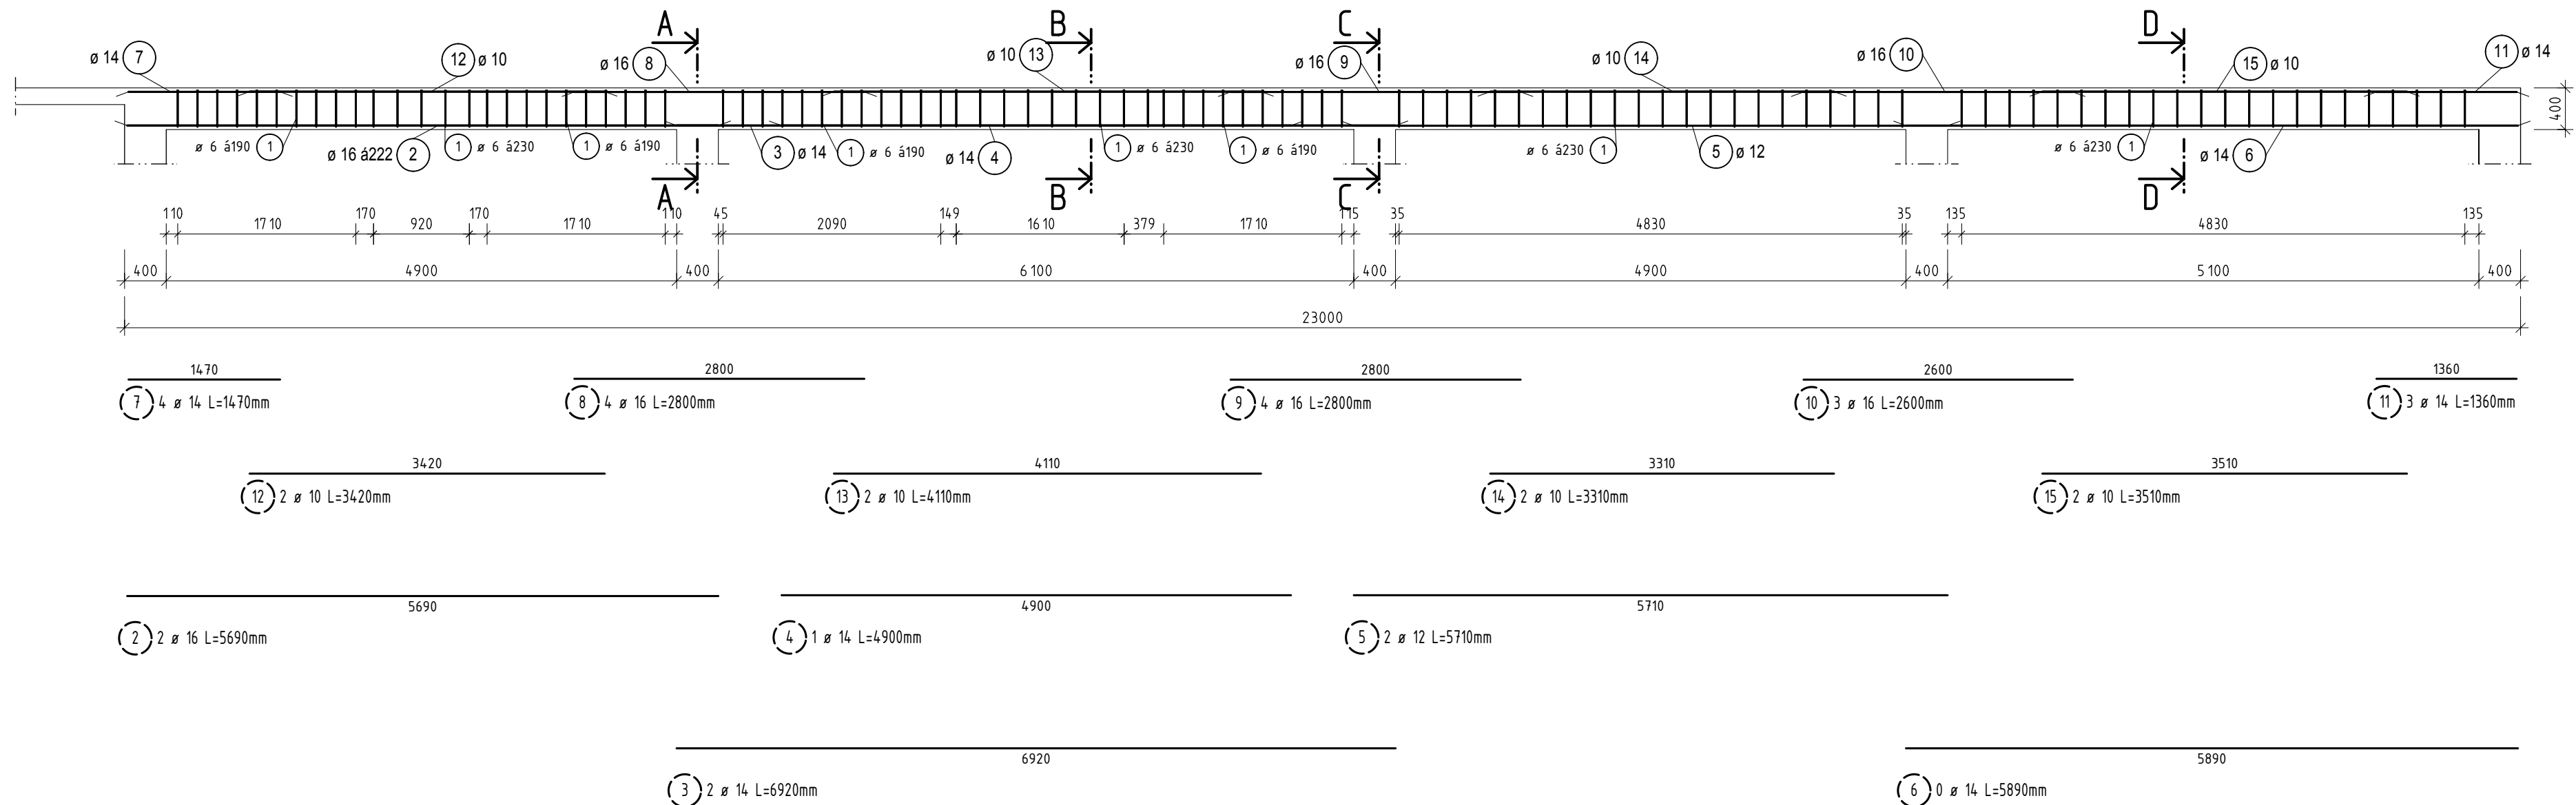 A B C D
ø 14 7 12 ø 10 ø 16 8 ø 10 13 ø 16 9 ø 10 14 ø 16 10 15 ø 10 11 ø 14
400
ø 6 á190 1 ø 16 á222 2 1 ø 6 á230 1 ø 6 á190 3 ø 14 1 ø 6 á190 ø 14 4 1 ø 6 á230 1 ø 6 á190 ø 6 á230 1 5 ø 12 ø 6 á230 1 ø 14 6
A B C D
110 1710 170 920 170 1710 110 45 2090 149 1610 379 1710 115 35 4830 35 135 4830 135
400 4900 400 6100 400 4900 400 5100 400
23000
1470 2800 2800 2600 1360
7 4 ø 14 L=1470mm 8 4 ø 16 L=2800mm 9 4 ø 16 L=2800mm 10 3 ø 16 L=2600mm 11 3 ø 14 L=1360mm
3420 4110 3310 3510
12 2 ø 10 L=3420mm 13 2 ø 10 L=4110mm 14 2 ø 10 L=3310mm 15 2 ø 10 L=3510mm
5690 4900 5710
2 2 ø 16 L=5690mm 4 1 ø 14 L=4900mm 5 2 ø 12 L=5710mm
6920 5890
3 2 ø 14 L=6920mm 6 0 ø 14 L=5890mm